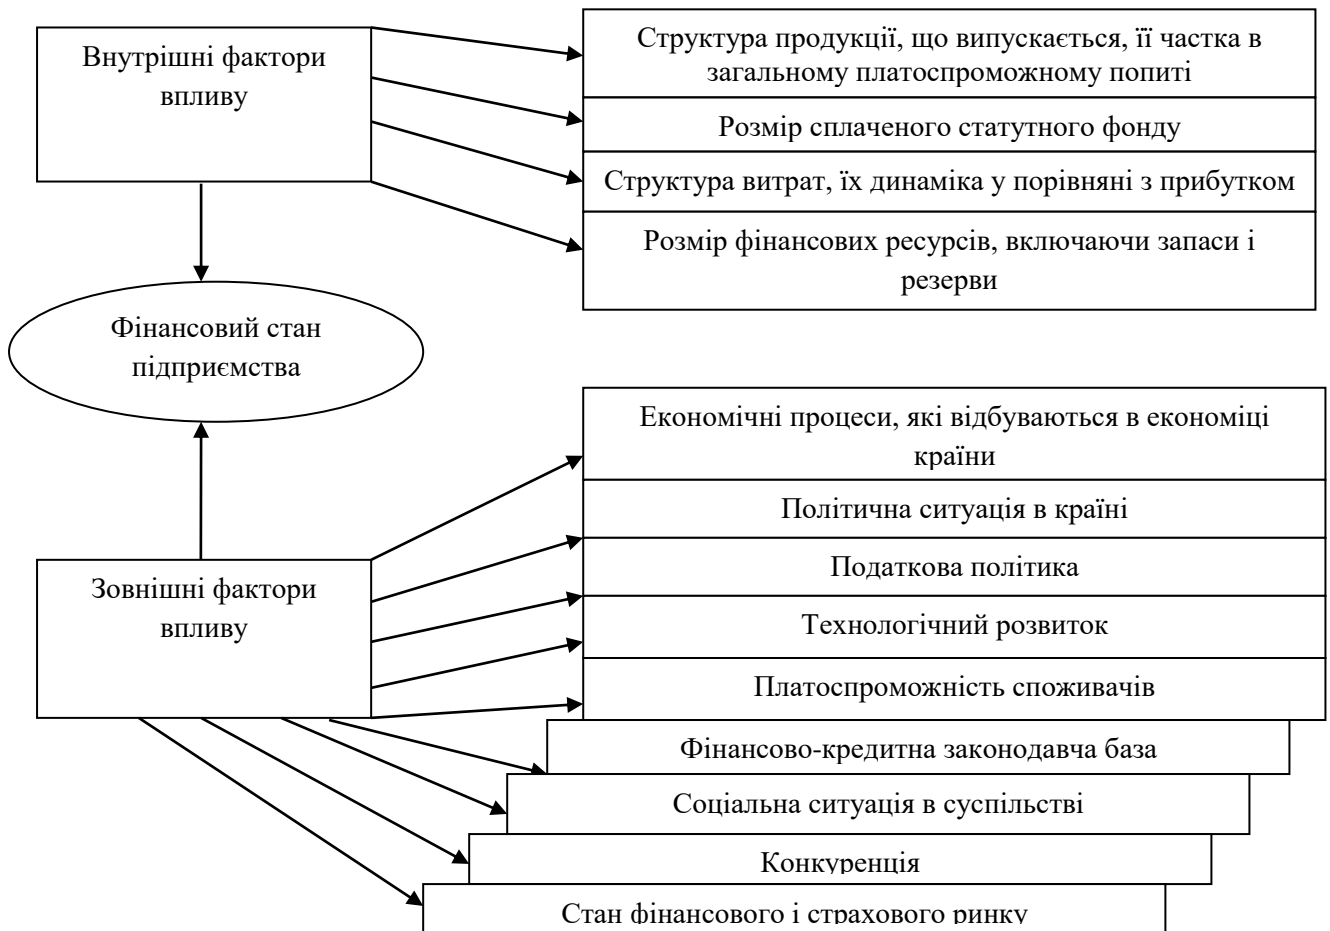 Внутрішні фактори
впливу
Структура продукції, що випускається, її частка в
загальному платоспроможному попиті
Розмір сплаченого статутного фонду
Структура витрат, їх динаміка у порівняні з прибутком
Розмір фінансових ресурсів, включаючи запаси і
резерви
Фінансовий стан
підприємства
Зовнішні фактори
впливу
Економічні процеси, які відбуваються в економіці
країни
Політична ситуація в країні
Податкова політика
Технологічний розвиток
Платоспроможність споживачів
Фінансово-кредитна законодавча база
Соціальна ситуація в суспільстві
Конкуренція
Стан фінансового і страхового ринку